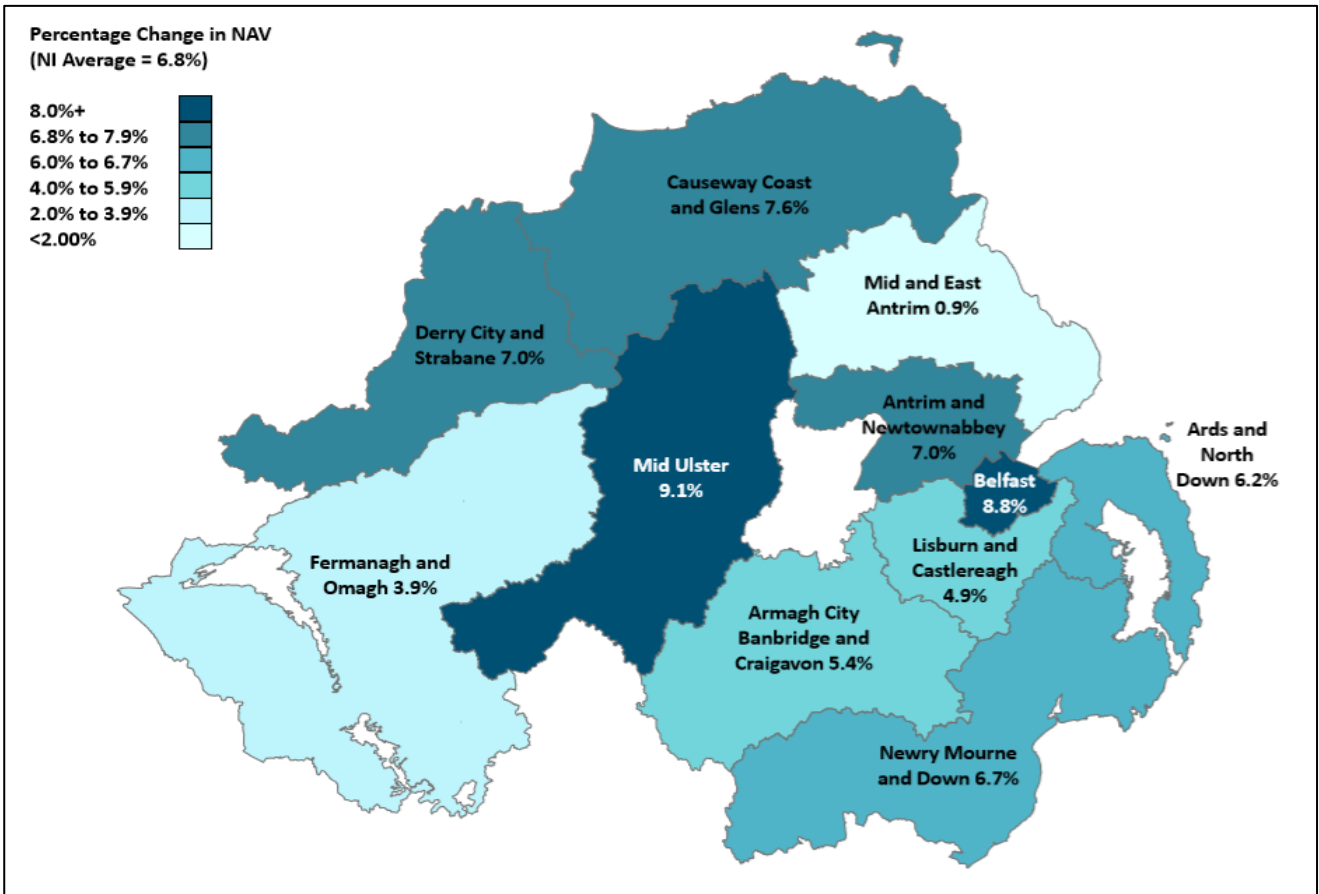 Percentage Change in NAV
(NI Average = 6.8%)
8.0%+
6.8% to 7.9%
6.0% to 6.7%
4.0% to 5.9%
2.0% to 3.9%
<2.00%
Causeway Coast
and Glens 7.6%
Mid and East
Antrim 0.9%
Derry City and
Strabane 7.0%
Antrim and
Newtownabbey
7.0%
Ards and
North
Down 6.2%
Mid Ulster
9.1%
Belfast
8.8%
Fermanagh and
Omagh 3.9%
Lisburn and
Castlereagh
4.9%
Armagh City
Banbridge and
Craigavon 5.4%
Newry Mourne
and Down 6.7%